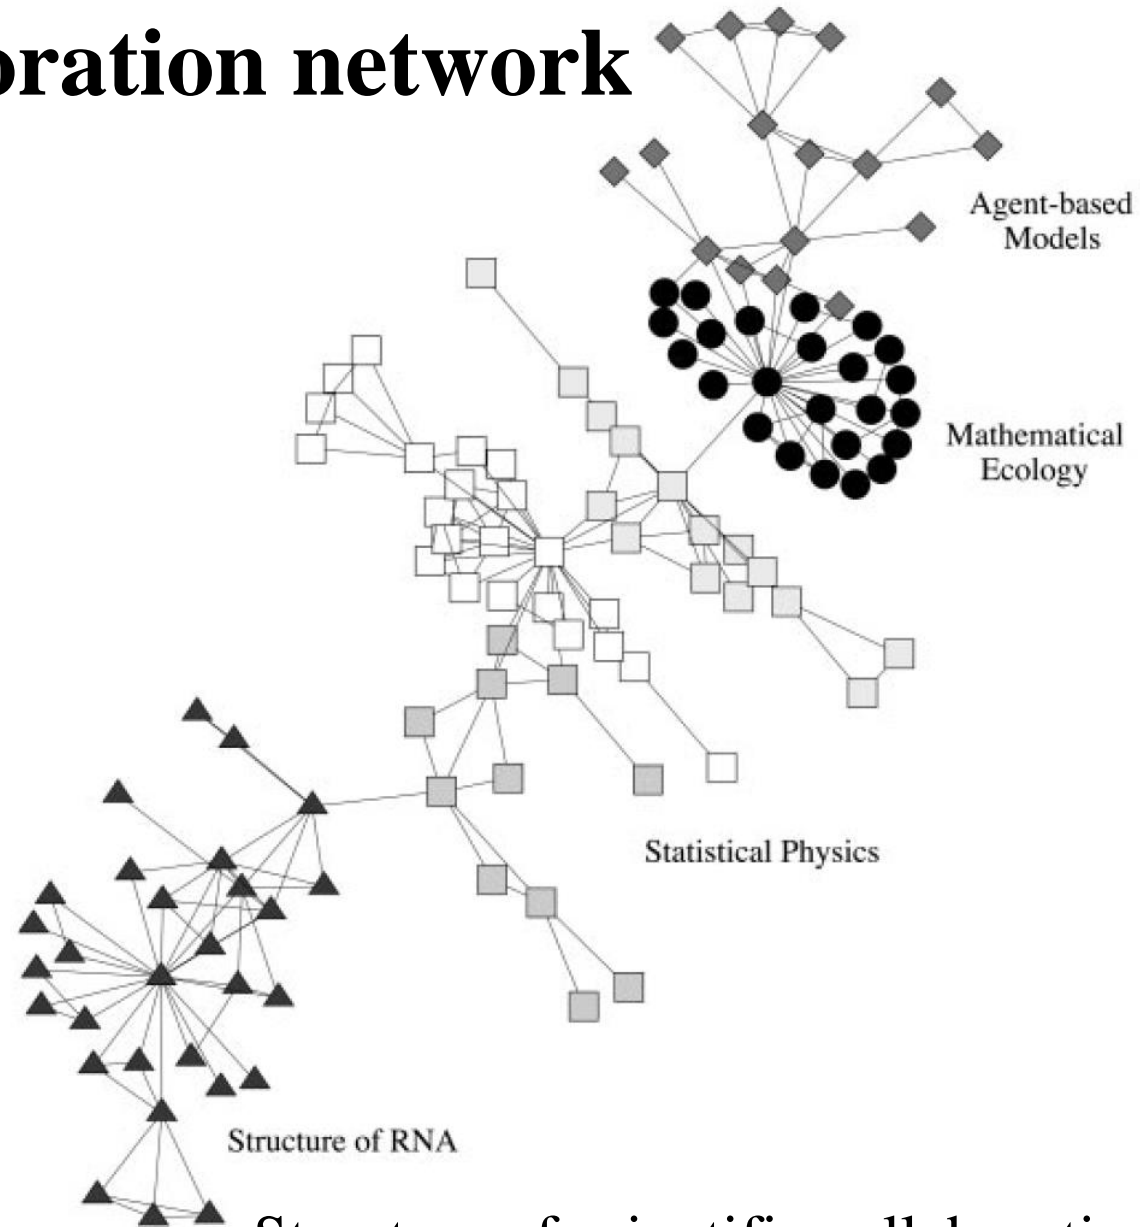 oration network
Agent-based
Models
Mathematical
Ecology
Statistical Physics
Structure of RNA